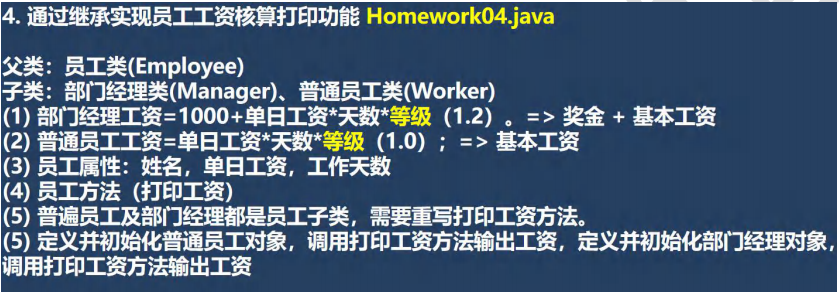 4. 通过继承实现员工工资核算打印功能 Homework04.java
父类：员工类(Employee)
子类：部门经理类(Manager)、普通员工类(Worker)
(1) 部门经理工资=1000+单日工资*天数*等级（1.2）。=> 奖金 + 基本工资
(2) 普通员工工资=单日工资*天数*等级（1.0）; => 基本工资
(3) 员工属性：姓名，单日工资，工作天数
(4) 员工方法（打印工资）
(5) 普遍员工及部门经理都是员工子类，需要重写打印工资方法。
(5) 定义并初始化普通员工对象，调用打印工资方法输出工资，定义并初始化部门经理对象，
调用打印工资方法输出工资